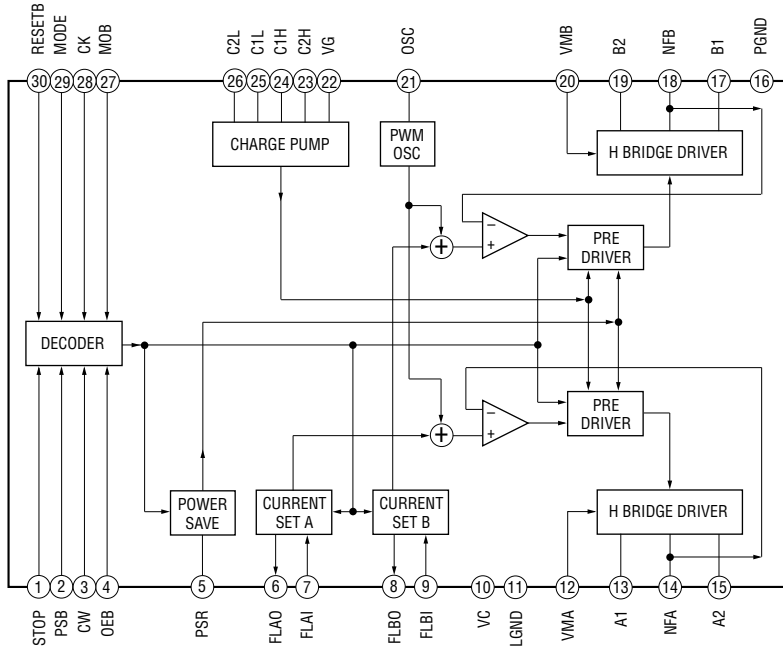 RESETB
MODE
CK
MOB
C2L
C1L
C1H
C2H
VG
OSC
VMB
B2
NFB
B1
PGND
30
29
28
27
26
25
24
23
22
21
20
19
18
17
16
CHARGE PUMP
PWM
OSC
H BRIDGE DRIVER
−
+
+
PRE
DRIVER
DECODER
−
+
+
PRE
DRIVER
POWER
SAVE
CURRENT
SET A
CURRENT
SET B
H BRIDGE DRIVER
1
2
3
4
5
6
7
8
9
10
11
12
13
14
15
STOP
PSB
CW
OEB
PSR
FLAO
FLAI
FLBO
FLBI
VC
LGND
VMA
A1
NFA
A2